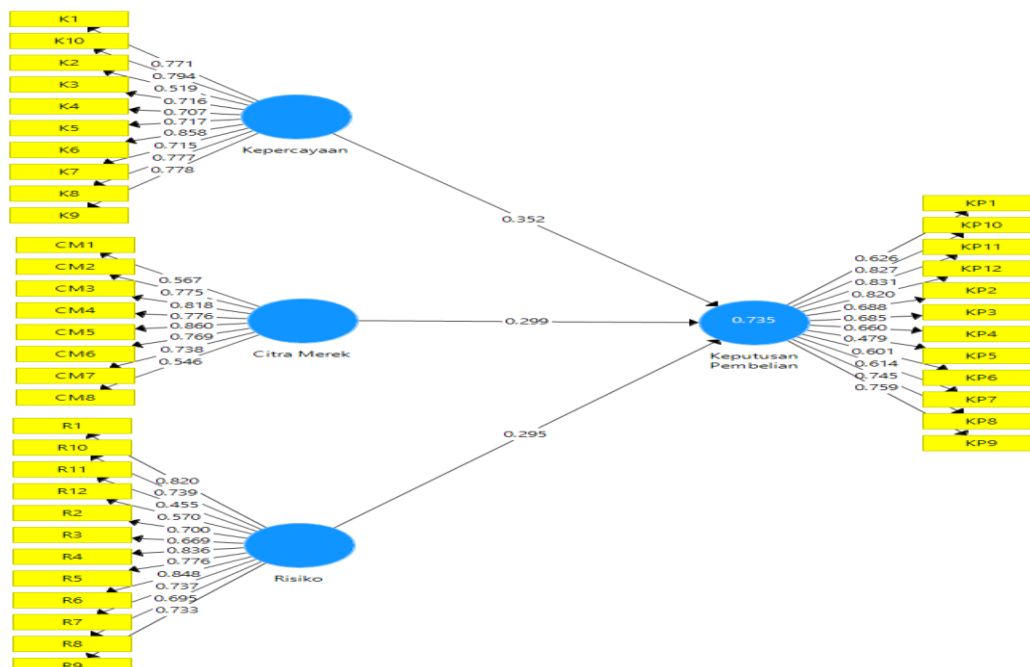 K1
K10
K2
K3
K4
K5
K6
K7
K8
K9
0.771
0.794
0.519
0.716
0.707
0.717
0.858
0.715
0.777
0.778
Kepercayaan
0.352
CM1
CM2
CM3
CM4
CM5
CM6
CM7
CM8
0.567
0.775
0.818
0.776
0.860
0.769
0.738
0.546
Citra Merek
0.299
R1
R10
R11
R12
R2
R3
R4
R5
R6
R7
R8
R9
0.820
0.739
0.455
0.570
0.700
0.669
0.836
0.776
0.848
0.737
0.695
0.733
Risiko
0.295
0.735
Keputusan
Pembelian
0.626
0.827
0.831
0.820
0.688
0.685
0.660
0.479
0.601
0.614
0.745
0.759
KP1
KP10
KP11
KP12
KP2
KP3
KP4
KP5
KP6
KP7
KP8
KP9